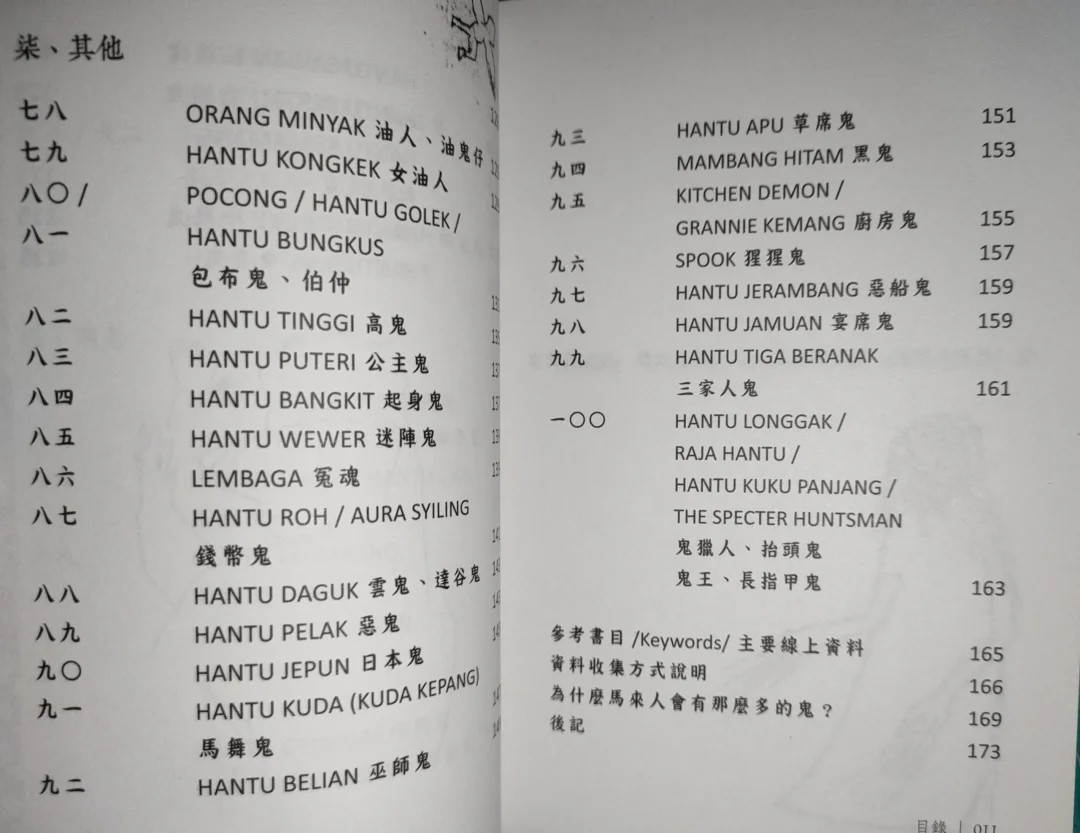 柒、其他
七八 ORANG MINYAK 油人、油鬼仔
七九 HANTU KONGKEK 女油人
八〇/ POCONG / HANTU GOLEK /
八一 HANTU BUNGKUS
包布鬼、伯仲
八二 HANTU TINGGI 高鬼
八三 HANTU PUTERI 公主鬼
八四 HANTU BANGKIT 起身鬼
八五 HANTU WEWER 迷陣鬼
八六 LEMBAGA 冤魂
八七 HANTU ROH / AURA SYILING
錢幣鬼
八八 HANTU DAGUK 雲鬼、達谷鬼
八九 HANTU PELAK 惡鬼
九〇 HANTU JEPUN 日本鬼
九一 HANTU KUDA (KUDA KEPANG)
馬舞鬼
九二 HANTU BELIAN 巫師鬼
九三 HANTU APU 草席鬼 151
九四 MAMBANG HITAM 黑鬼 153
九五 KITCHEN DEMON /
GRANNIE KEMANG 廚房鬼 155
九六 SPOOK 猩猩鬼 157
九七 HANTU JERAMBANG 惡船鬼 159
九八 HANTU JAMUAN 宴席鬼 159
九九 HANTU TIGA BERANAK
三家人鬼 161
一〇〇 HANTU LONGGAK /
RAJA HANTU /
HANTU KUKU PANJANG /
THE SPECTER HUNTSMAN
鬼獵人、抬頭鬼
鬼王、長指甲鬼 163
參考書目/Keywords/主要線上資料 165
資料收集方式說明 166
為什麼馬來人會有那麼多的鬼？ 169
後記 173
目錄 | 011